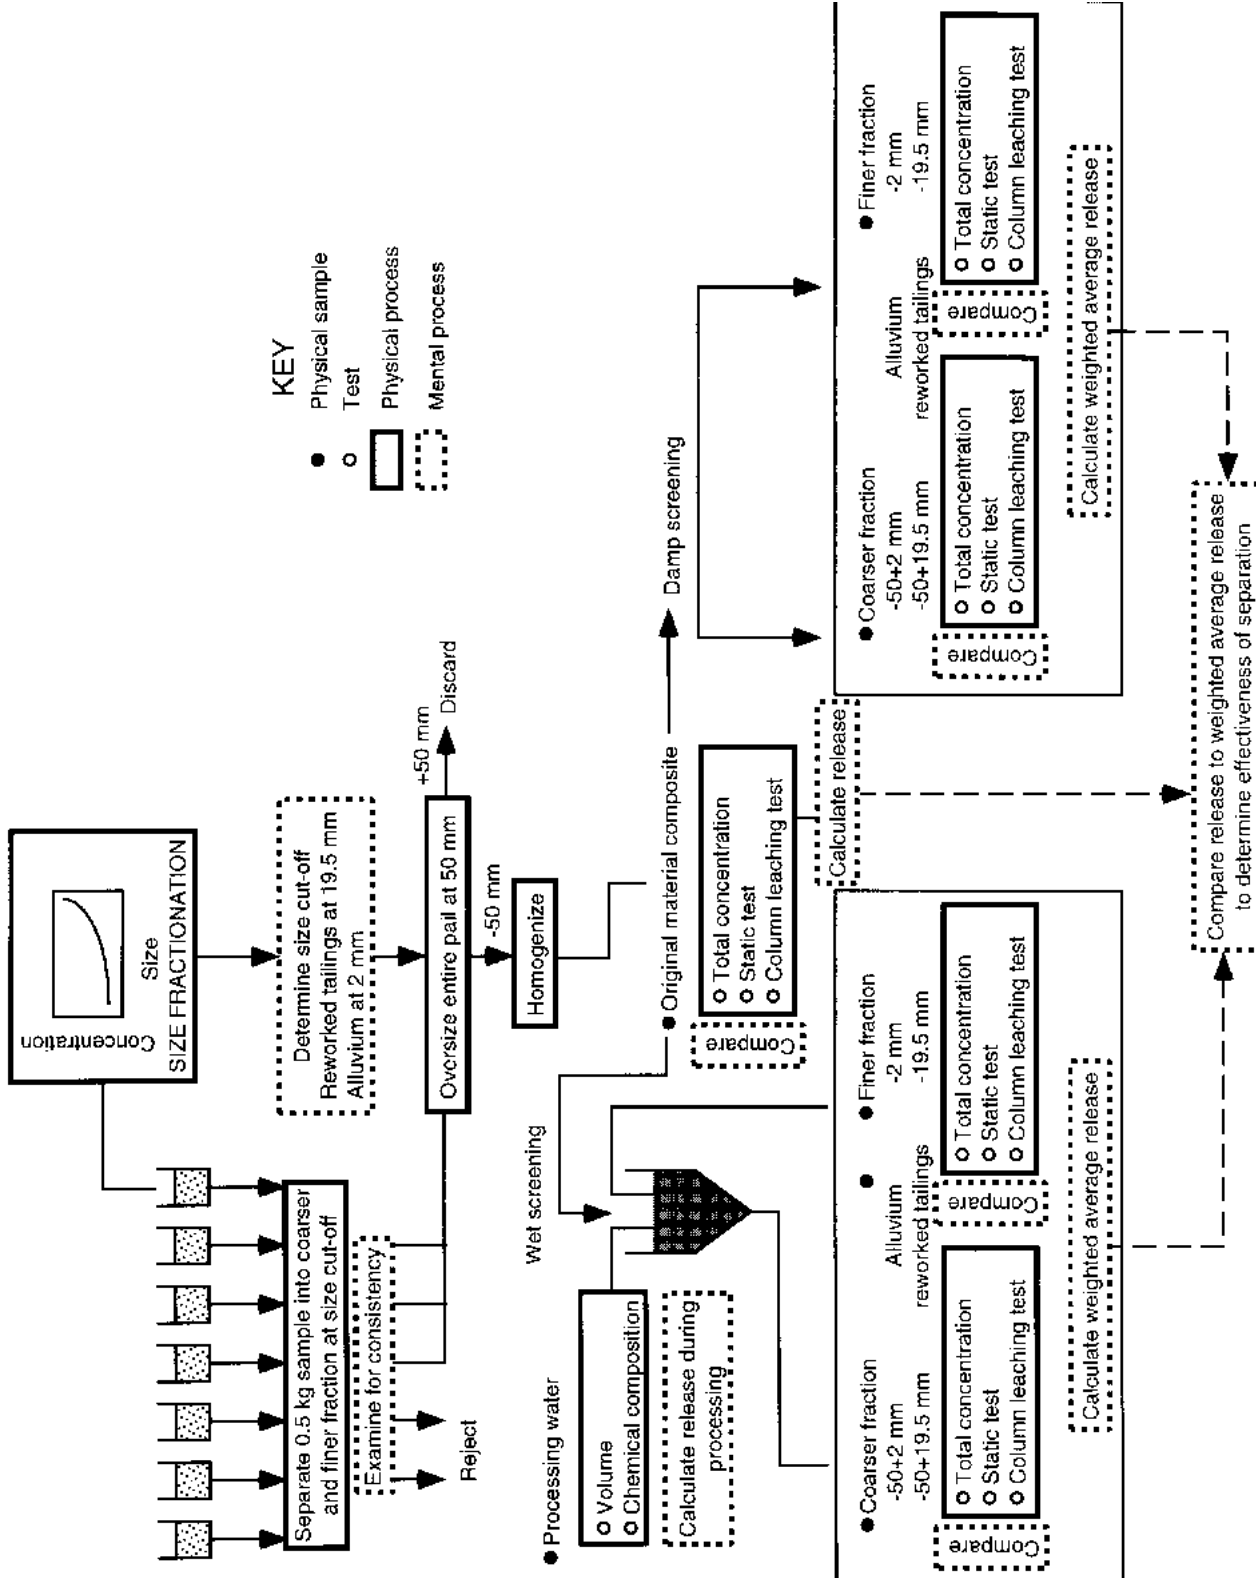 Concentration
Size
SIZE FRACTIONATION
Separate 0.5 kg sample into coarser
and finer fraction at size cut-off
Examine for consistency
Reject
Determine size cut-off
Reworked tailings at 19.5 mm
Alluvium at 2 mm
Oversize entire pail at 50 mm
+50 mm
Discard
-50 mm
Homogenize
KEY
Physical sample
Test
Physical process
Mental process
Processing water
Volume
Chemical composition
Calculate release during
processing
Wet screening
Original material composite
Damp screening
Compare
Total concentration
Static test
Column leaching test
Calculate release
Coarser fraction
-50+2 mm
-50+19.5 mm
Alluvium
reworked tailings
Finer fraction
-2 mm
-19.5 mm
Compare
Total concentration
Static test
Column leaching test
Compare
Total concentration
Static test
Column leaching test
Calculate weighted average release
Coarser fraction
-50+2 mm
-50+19.5 mm
Alluvium
reworked tailings
Finer fraction
-2 mm
-19.5 mm
Compare
Total concentration
Static test
Column leaching test
Compare
Total concentration
Static test
Column leaching test
Calculate weighted average release
Compare release to weighted average release
to determine effectiveness of separation